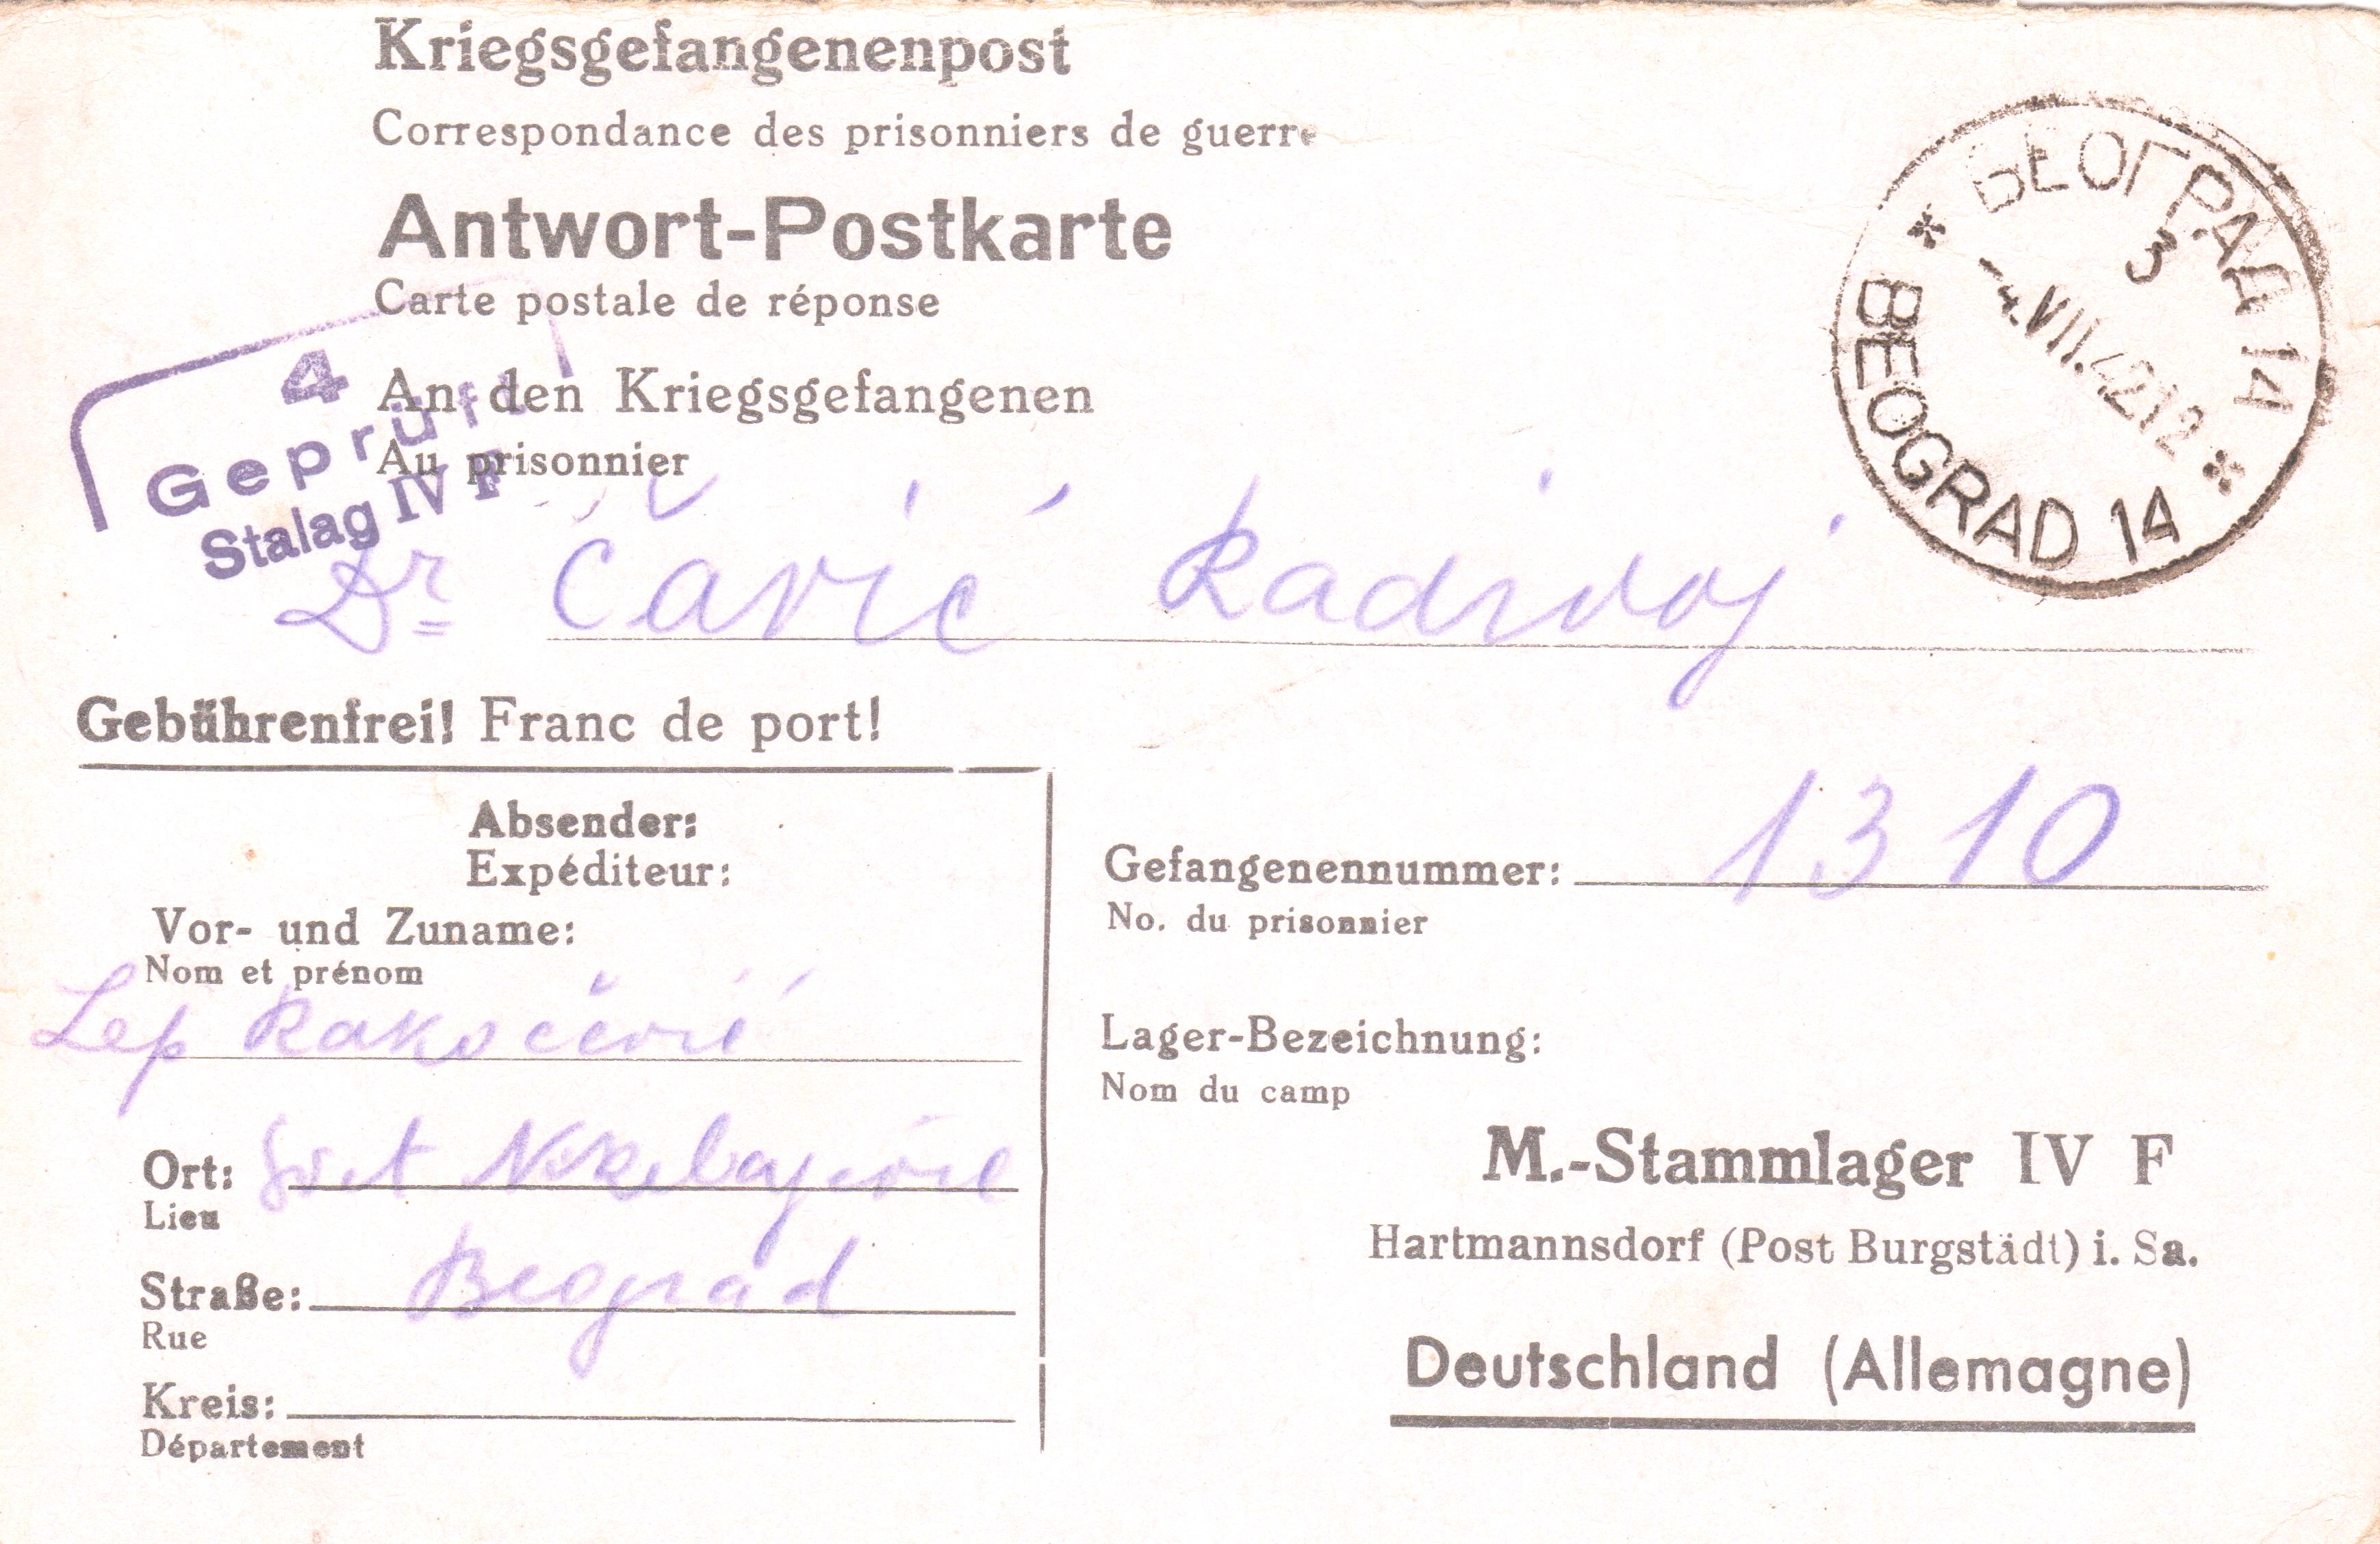 Kriegsgefangenenpost
Correspondance des prisonniers de guerre
Antwort-Postkarte
Carte postale de réponse
An den Kriegsgefangenen
Au prisonnier
4
Geprüft
Stalag IV F
БЕОГРАД 14
3
-4.VII.42 12
BEOGRAD 14
Dr Čavić Radivoj
Gebührenfrei! Franc de port!
Absender:
Expéditeur:
Vor- und Zuname:
Nom et prénom
Lep Rakočević
Ort:
Lieu
Straße: Beograd
Rue
Kreis:
Département
Gefangenennummer: 1310
No. du prisonnier
Lager-Bezeichnung:
Nom du camp
M.-Stammlager IV F
Hartmannsdorf (Post Burgstädt) i. Sa.
Deutschland (Allemagne)